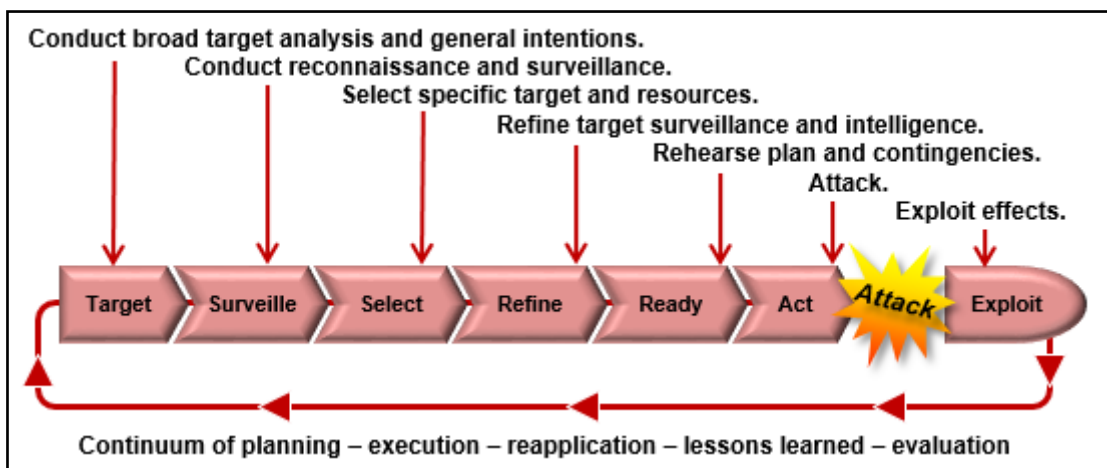 Conduct broad target analysis and general intentions.
Conduct reconnaissance and surveillance.
Select specific target and resources.
Refine target surveillance and intelligence.
Rehearse plan and contingencies.
Attack.
Exploit effects.
Target
Surveille
Select
Refine
Ready
Act
Attack
Exploit
Continuum of planning – execution – reapplication – lessons learned – evaluation